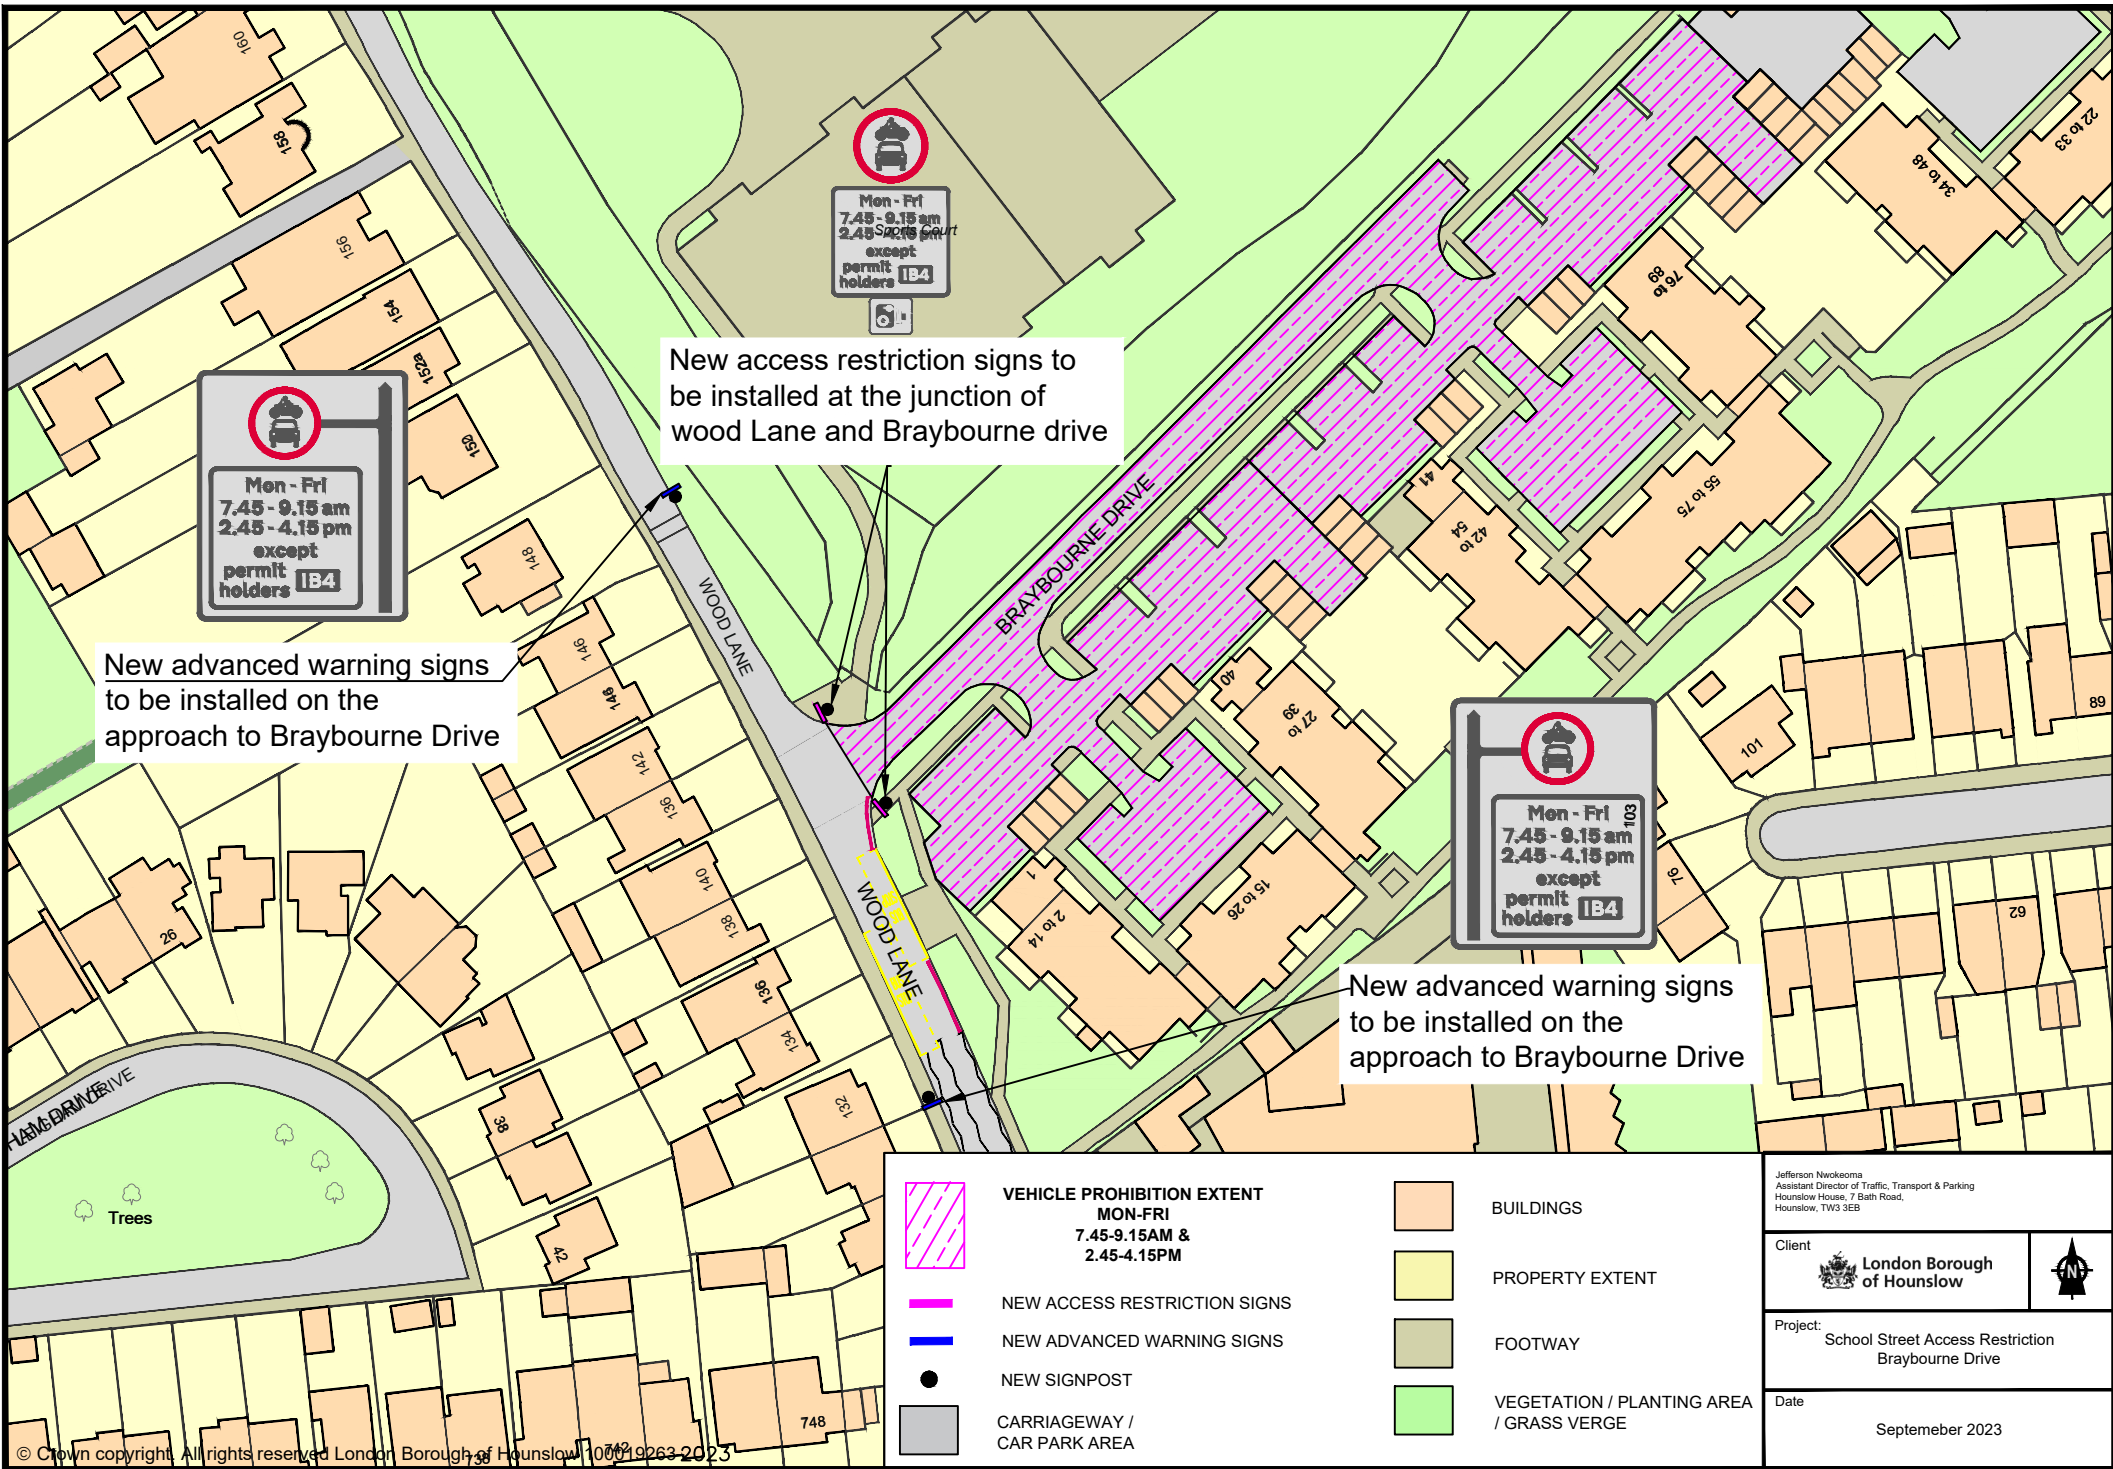 160
158
156
154
152a
152
148
146
146
142
136
140
138
136
134
132
26
38
42
748
742
738
Mon - Fri
7.45 - 9.15 am
2.45 - 4.15 pm
except
permit
holders IB4
Sports Court
New access restriction signs to
be installed at the junction of
wood Lane and Braybourne drive
Mon - Fri
7.45 - 9.15 am
2.45 - 4.15 pm
except
permit
holders IB4
New advanced warning signs
to be installed on the
approach to Braybourne Drive
WOOD LANE
WOOD LANE
BRAYBOURNE DRIVE
22 to 33
34 to 48
76 to
89
55 to 75
41
42 to
54
40
27 to
39
15 to 26
1
2 to 14
101
103
89
76
62
Mon - Fri
7.45 - 9.15 am
2.45 - 4.15 pm
except
permit
holders IB4
New advanced warning signs
to be installed on the
approach to Braybourne Drive
Trees
VEHICLE PROHIBITION EXTENT
MON-FRI
7.45-9.15AM &
2.45-4.15PM
NEW ACCESS RESTRICTION SIGNS
NEW ADVANCED WARNING SIGNS
NEW SIGNPOST
CARRIAGEWAY /
CAR PARK AREA
BUILDINGS
PROPERTY EXTENT
FOOTWAY
VEGETATION / PLANTING AREA
/ GRASS VERGE
Jefferson Nwokeoma
Assistant Director of Traffic, Transport & Parking
Hounslow House, 7 Bath Road,
Hounslow, TW3 3EB
Client
London Borough
of Hounslow
N
Project:
School Street Access Restriction
Braybourne Drive
Date
Septemeber 2023
© Crown copyright. All rights reserved London Borough of Hounslow 100019263 2023